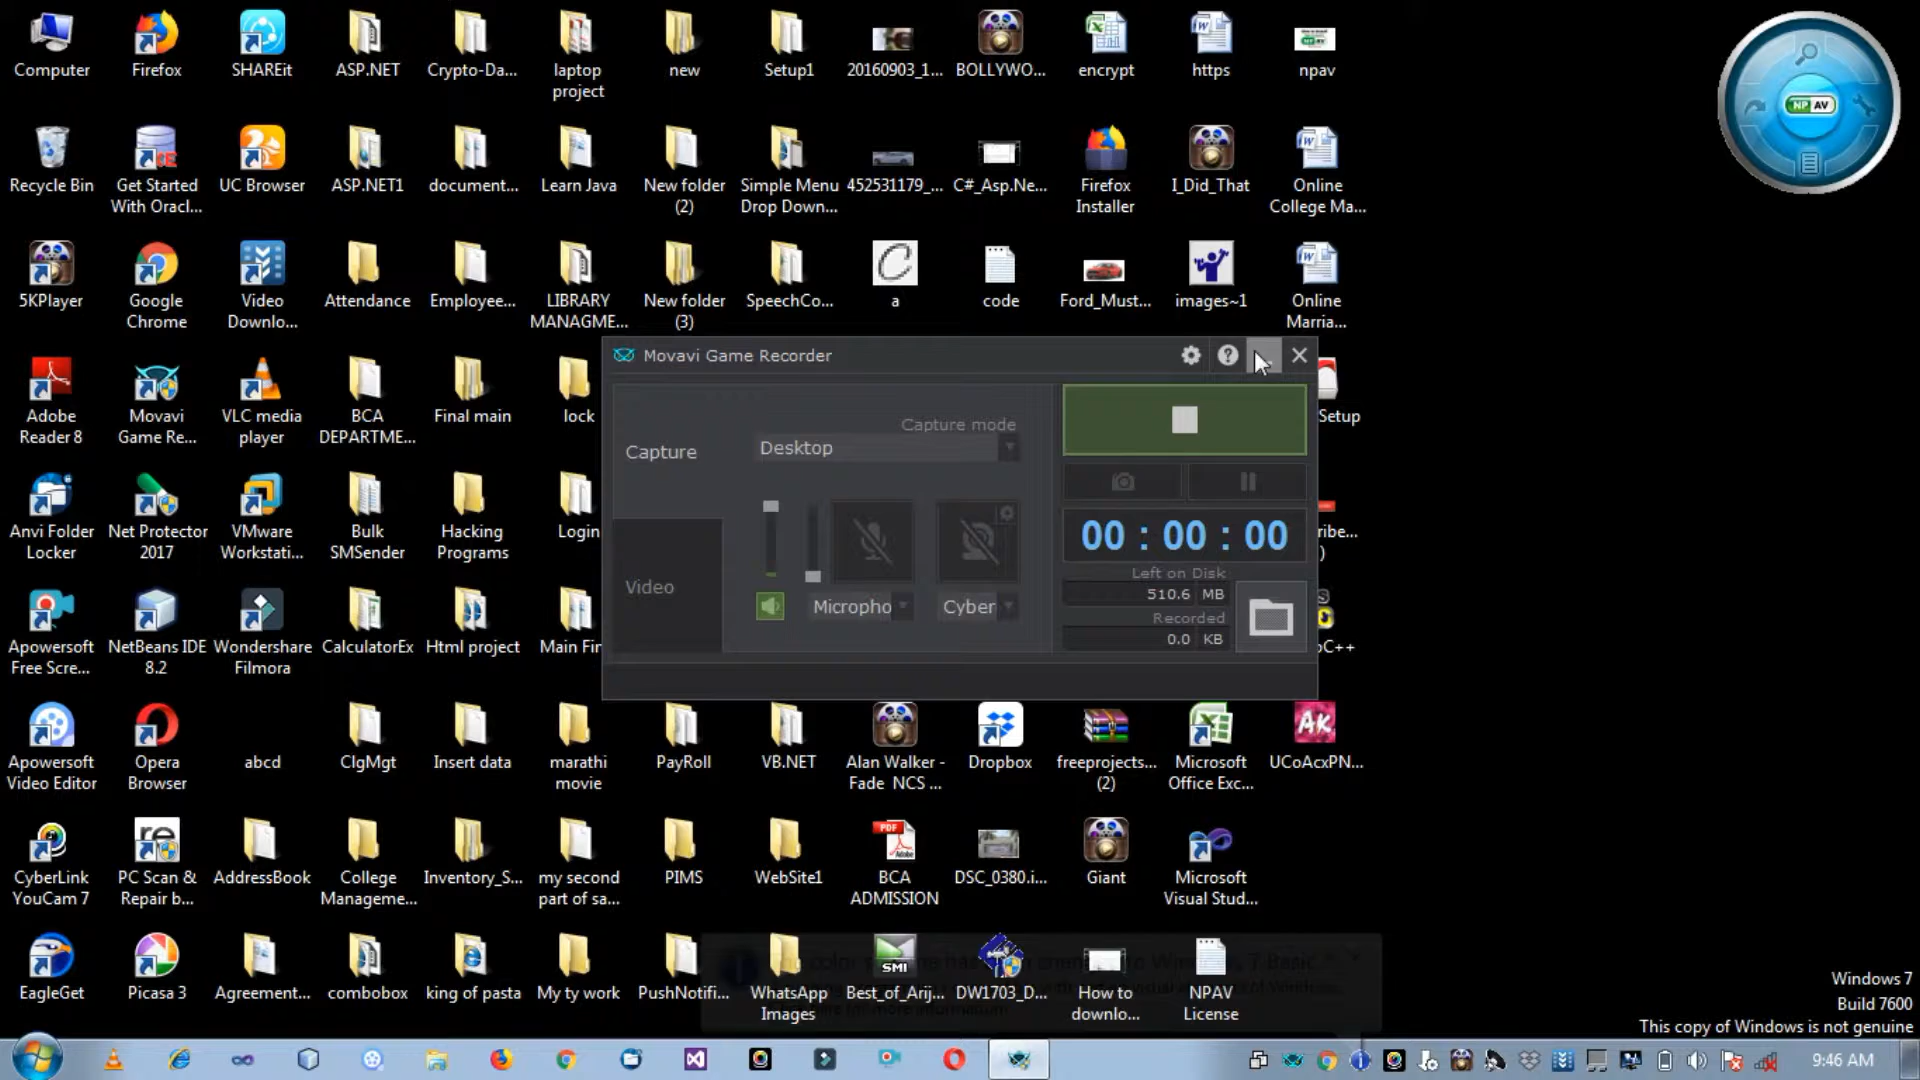 Computer
Firefox
SHAREit
ASP.NET
Crypto-Da...
laptop
project
new
Setup1
20160903_1...
BOLLYWO...
encrypt
https
npav
NP AV
Recycle Bin
Get Started
With Oracl...
UC Browser
ASP.NET1
document...
Learn Java
New folder
(2)
Simple Menu
Drop Down...
452531179_...
C#_Asp.Ne...
Firefox
Installer
I_Did_That
Online
College Ma...
5KPlayer
Google
Chrome
Video
Downlo...
Attendance
Employee...
LIBRARY
MANAGME...
New folder
(3)
SpeechCo...
a
code
Ford_Must...
images~1
Online
Marria...
Movavi Game Recorder
Capture mode
Capture
Desktop
Video
Micropho
Cyber
00 : 00 : 00
Left on Disk
510.6 MB
Recorded
0.0 KB
Adobe
Reader 8
Movavi
Game Re...
VLC media
player
BCA
DEPARTME...
Final main
lock
Setup
Anvi Folder
Locker
Net Protector
2017
VMware
Workstati...
Bulk
SMSender
Hacking
Programs
Login
Apowersoft
Free Scre...
NetBeans IDE
8.2
Wondershare
Filmora
CalculatorEx
Html project
Main Fin
C++
Apowersoft
Video Editor
Opera
Browser
abcd
ClgMgt
Insert data
marathi
movie
PayRoll
VB.NET
Alan Walker -
Fade NCS ...
Dropbox
freeprojects...
(2)
Microsoft
Office Exc...
AK
UCoAcxPN...
CyberLink
YouCam 7
PC Scan &
Repair b...
AddressBook
College
Manageme...
Inventory_S...
my second
part of sa...
PIMS
WebSite1
BCA
ADMISSION
DSC_0380.i...
Giant
Microsoft
Visual Stud...
EagleGet
Picasa 3
Agreement...
combobox
king of pasta
My ty work
PushNotifi...
WhatsApp
Images
SMI
Best_of_Arij...
DW1703_D...
How to
downlo...
NPAV
License
Windows 7
Build 7600
This copy of Windows is not genuine
9:46 AM